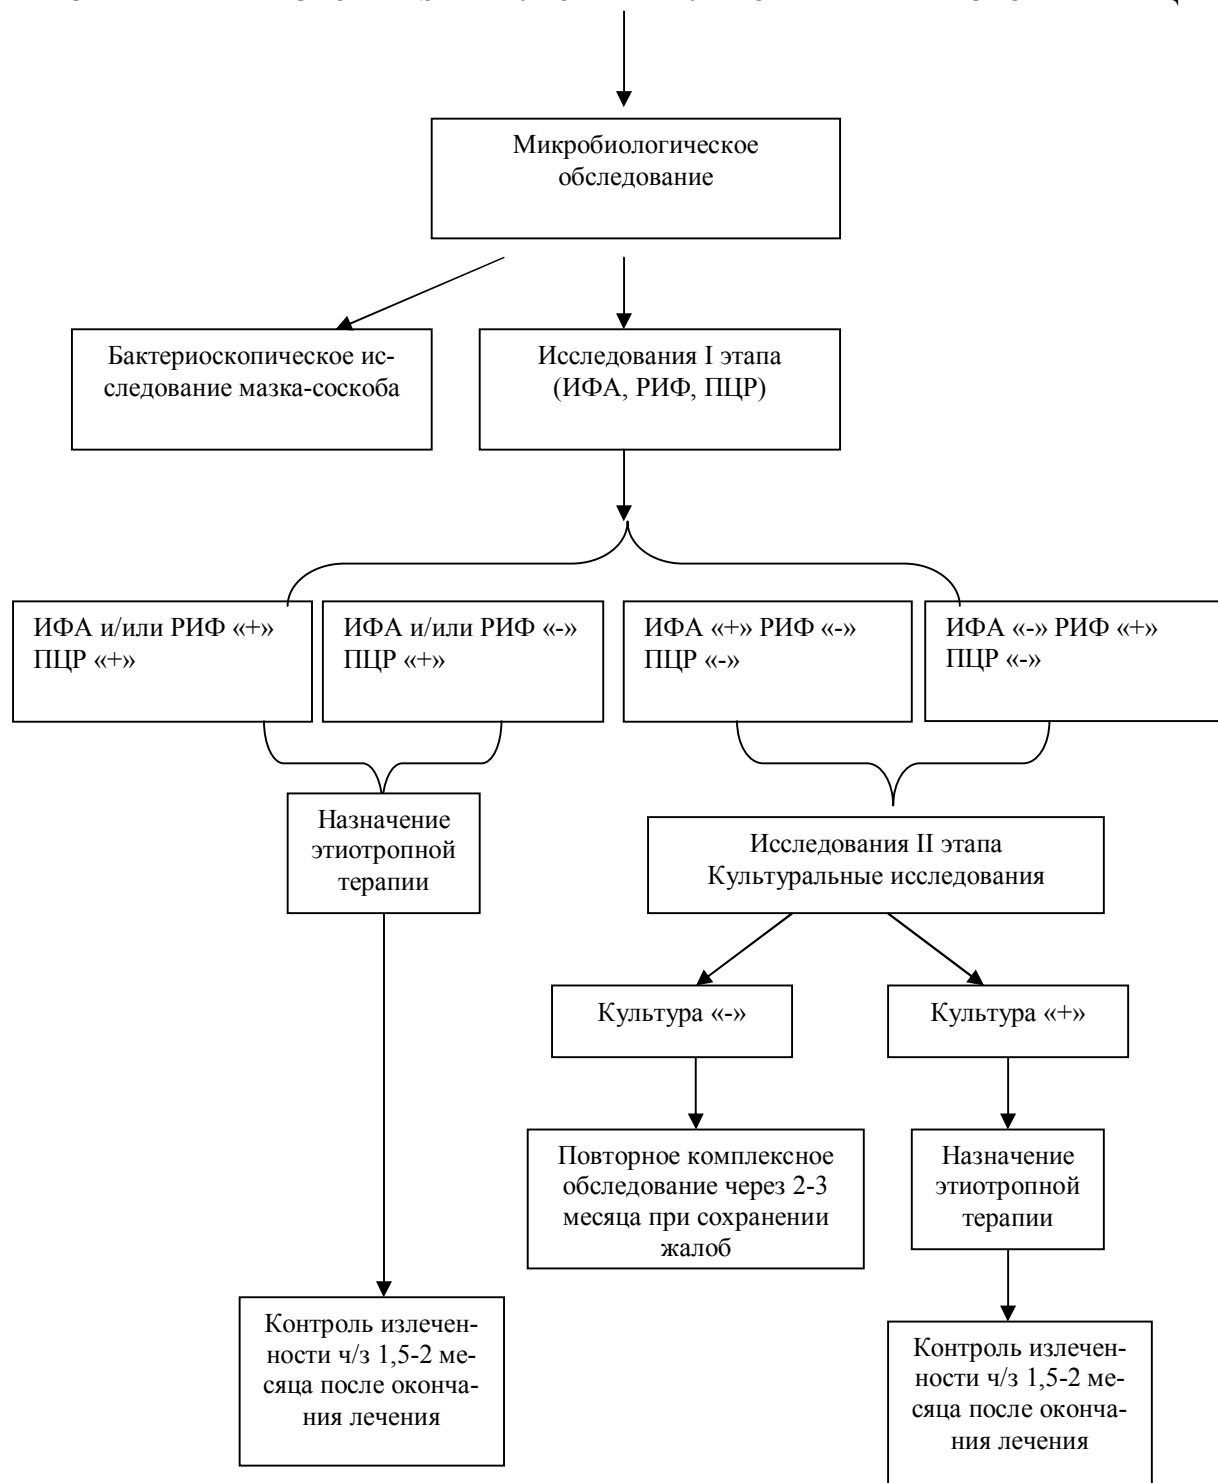 Микробиологическое
обследование
Бактериоскопическое ис-
следование мазка-соскоба
Исследования I этапа
(ИФА, РИФ, ПЦР)
ИФА и/или РИФ «+»
ПЦР «+»
ИФА и/или РИФ «-»
ПЦР «+»
ИФА «+» РИФ «-»
ПЦР «-»
ИФА «-» РИФ «+»
ПЦР «-»
Назначение
этиотропной
терапии
Исследования II этапа
Культуральные исследования
Культура «-»
Культура «+»
Повторное комплексное
обследование через 2-3
месяца при сохранении
жалоб
Назначение
этиотропной
терапии
Контроль излечен-
ности ч/з 1,5-2 ме-
сяца после оконча-
ния лечения
Контроль излечен-
ности ч/з 1,5-2 ме-
сяца после оконча-
ния лечения